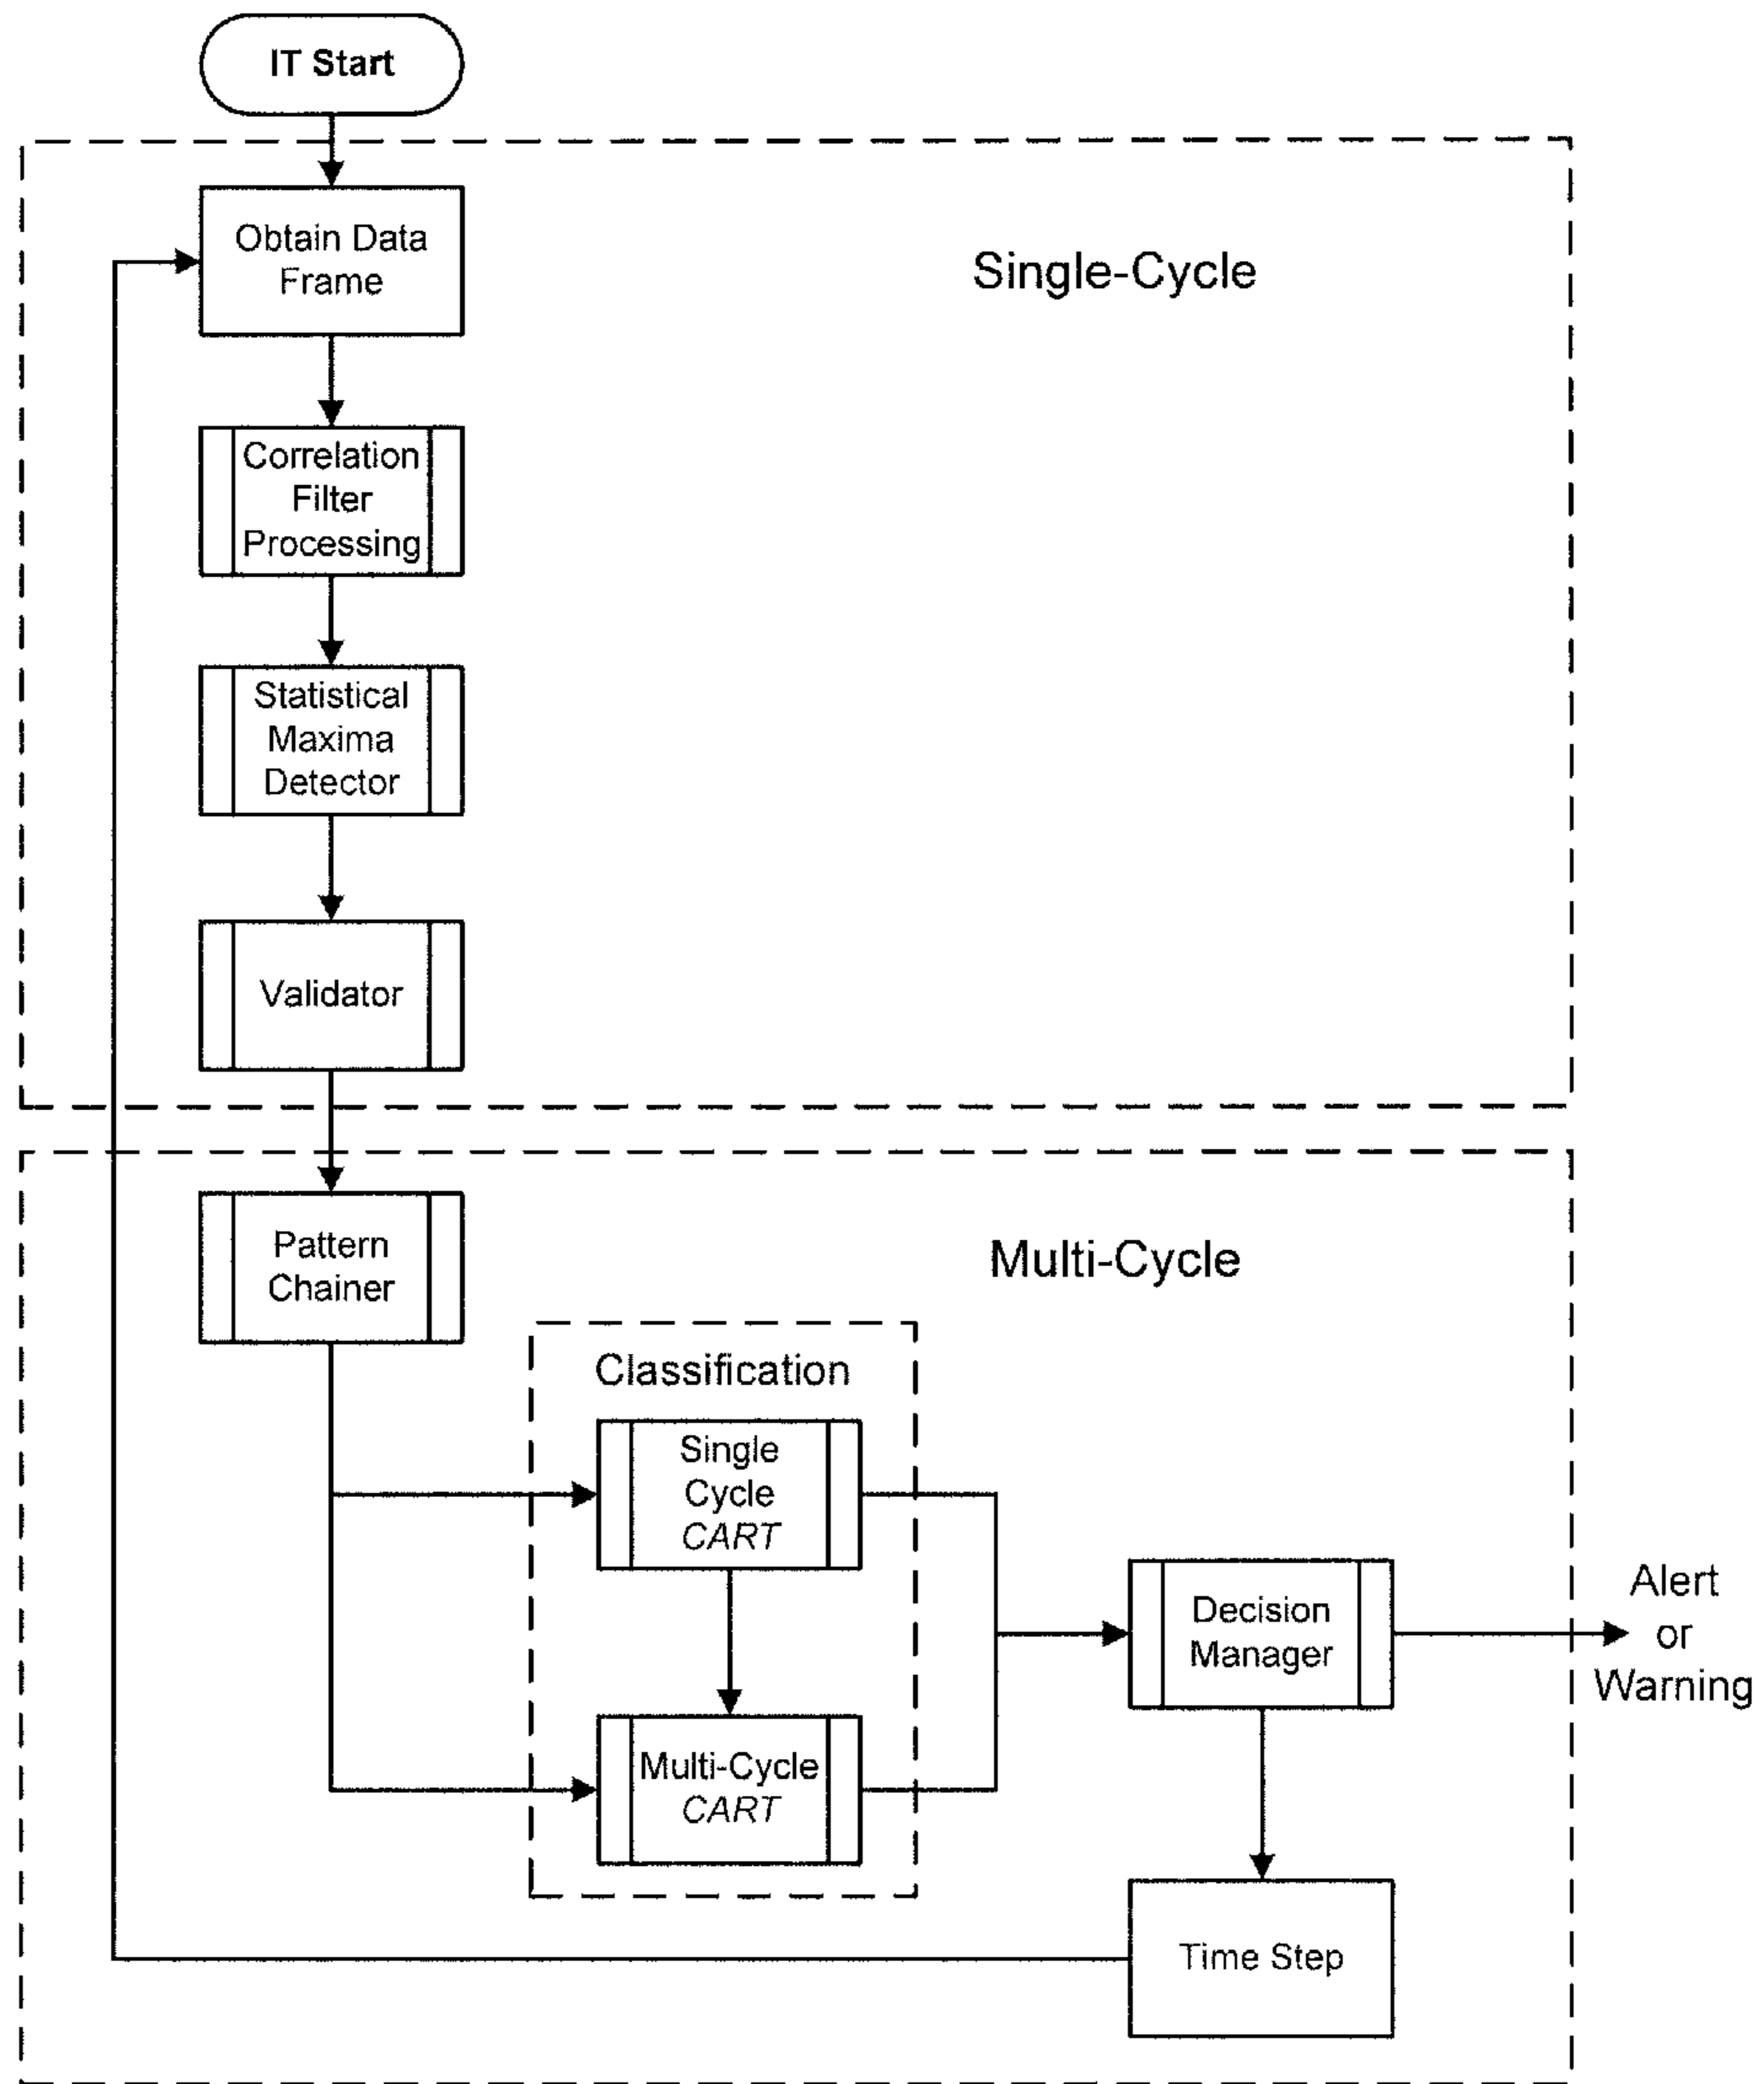 IT Start
Obtain Data
Frame
Single-Cycle
Correlation
Filter
Processing
Statistical
Maxima
Detector
Validator
Pattern
Chainer
Multi-Cycle
Classification
Single
Cycle
CART
Multi-Cycle
CART
Decision
Manager
Alert
or
Warning
Time Step